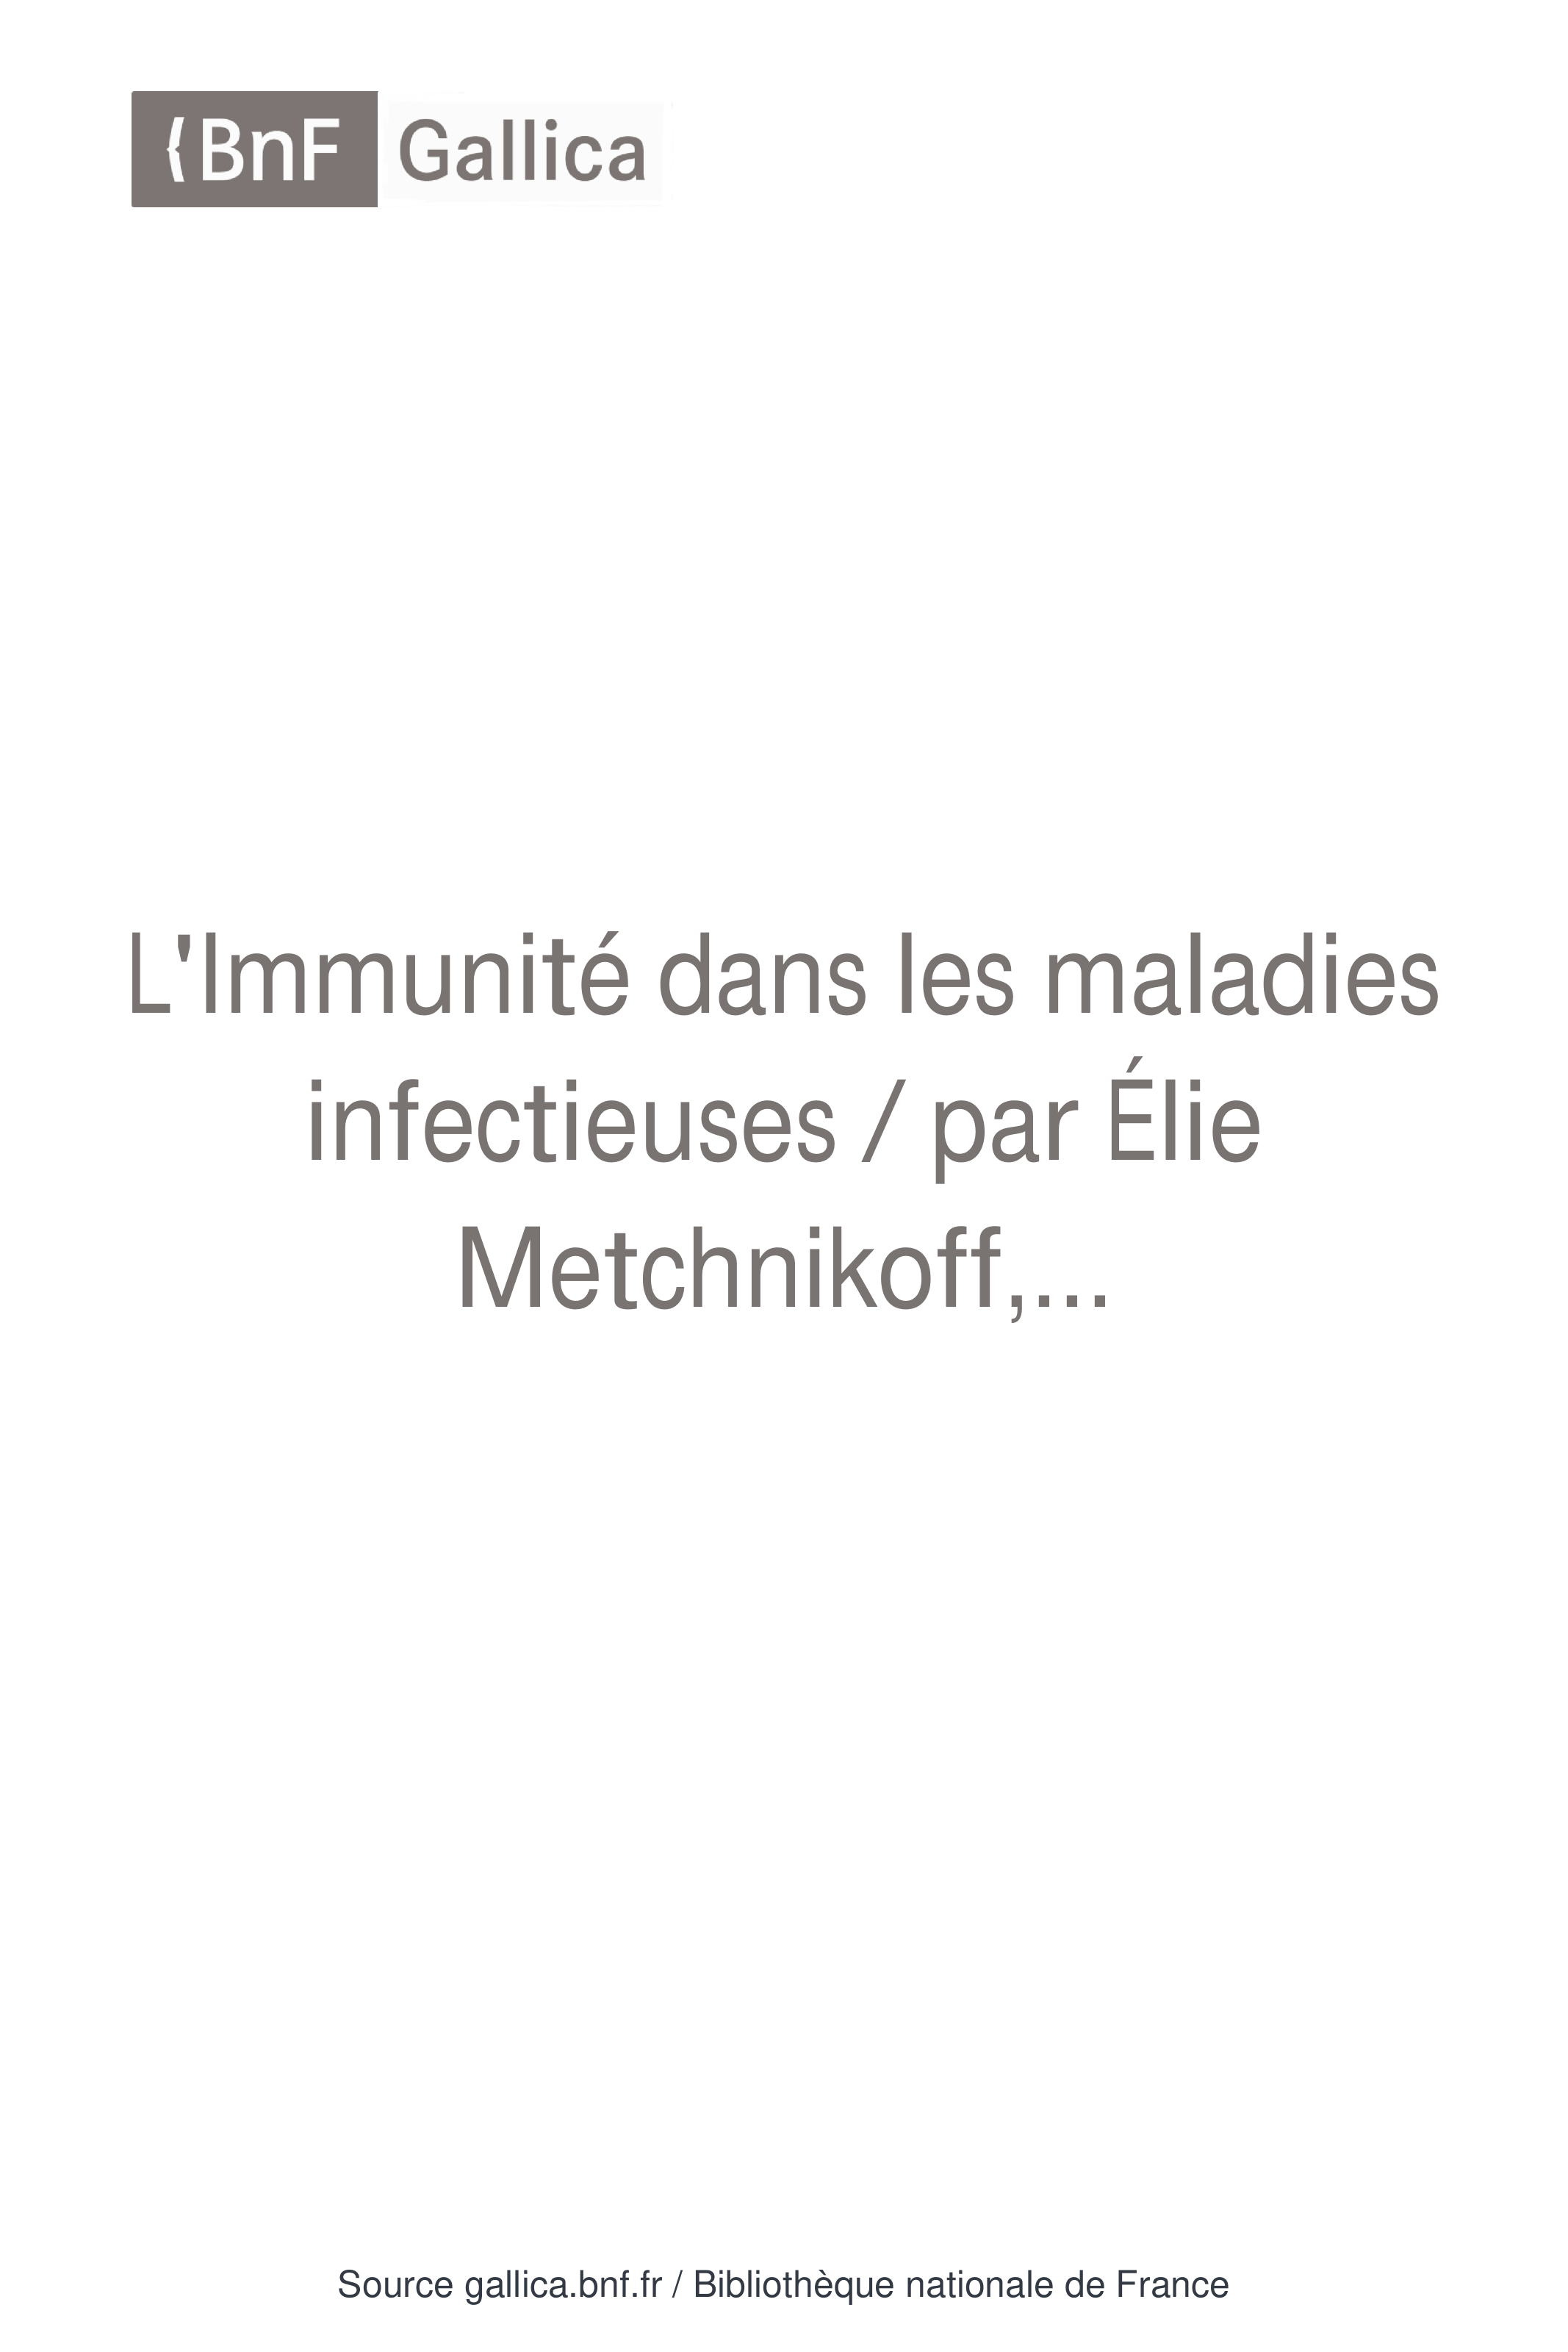 BnF Gallica
L'Immunité dans les maladies
infectieuses / par Élie
Metchnikoff,...
Source gallica.bnf.fr / Bibliothèque nationale de France